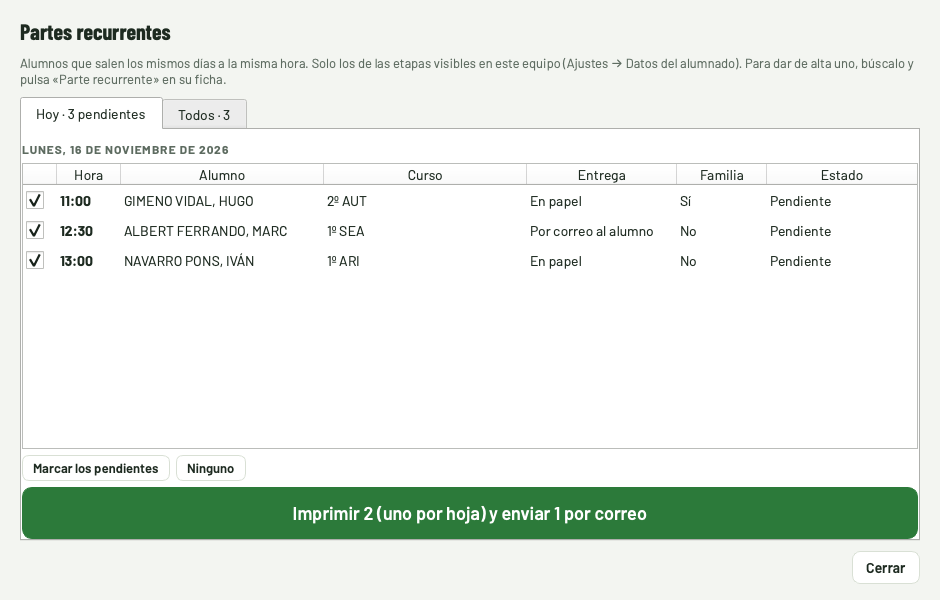 Partes recurrentes
Alumnos que salen los mismos días a la misma hora. Solo los de las etapas visibles en este equipo (Ajustes → Datos del alumnado). Para dar de alta uno, búscalo y
pulsa «Parte recurrente» en su ficha.
Hoy · 3 pendientes Todos · 3
LUNES, 16 DE NOVIEMBRE DE 2026
Hora Alumno Curso Entrega Familia Estado
11:00 GIMENO VIDAL, HUGO 2º AUT En papel Sí Pendiente
12:30 ALBERT FERRANDO, MARC 1º SEA Por correo al alumno No Pendiente
13:00 NAVARRO PONS, IVÁN 1º ARI En papel No Pendiente
Marcar los pendientes Ninguno
Imprimir 2 (uno por hoja) y enviar 1 por correo
Cerrar